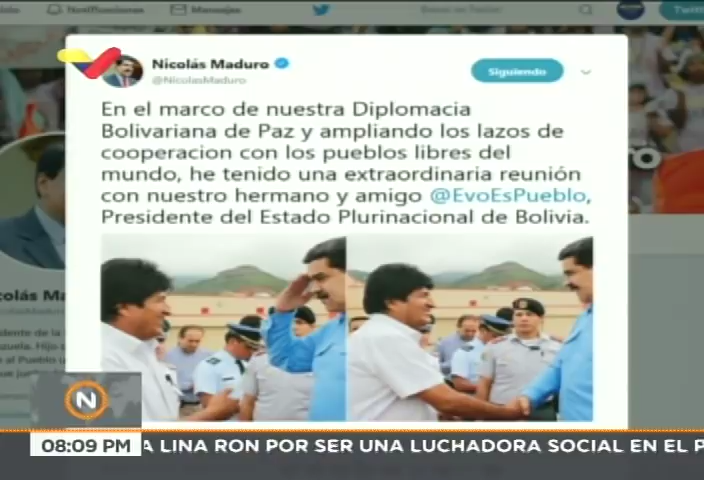 Notificaciones
Mensajes
Nicolás Maduro
@NicolasMaduro
Siguiendo
En el marco de nuestra Diplomacia
Bolivariana de Paz y ampliando los lazos de
cooperacion con los pueblos libres del
mundo, he tenido una extraordinaria reunión
con nuestro hermano y amigo @EvoEsPueblo,
Presidente del Estado Plurinacional de Bolivia.
N
08:09 PM
A LINA RON POR SER UNA LUCHADORA SOCIAL EN EL P